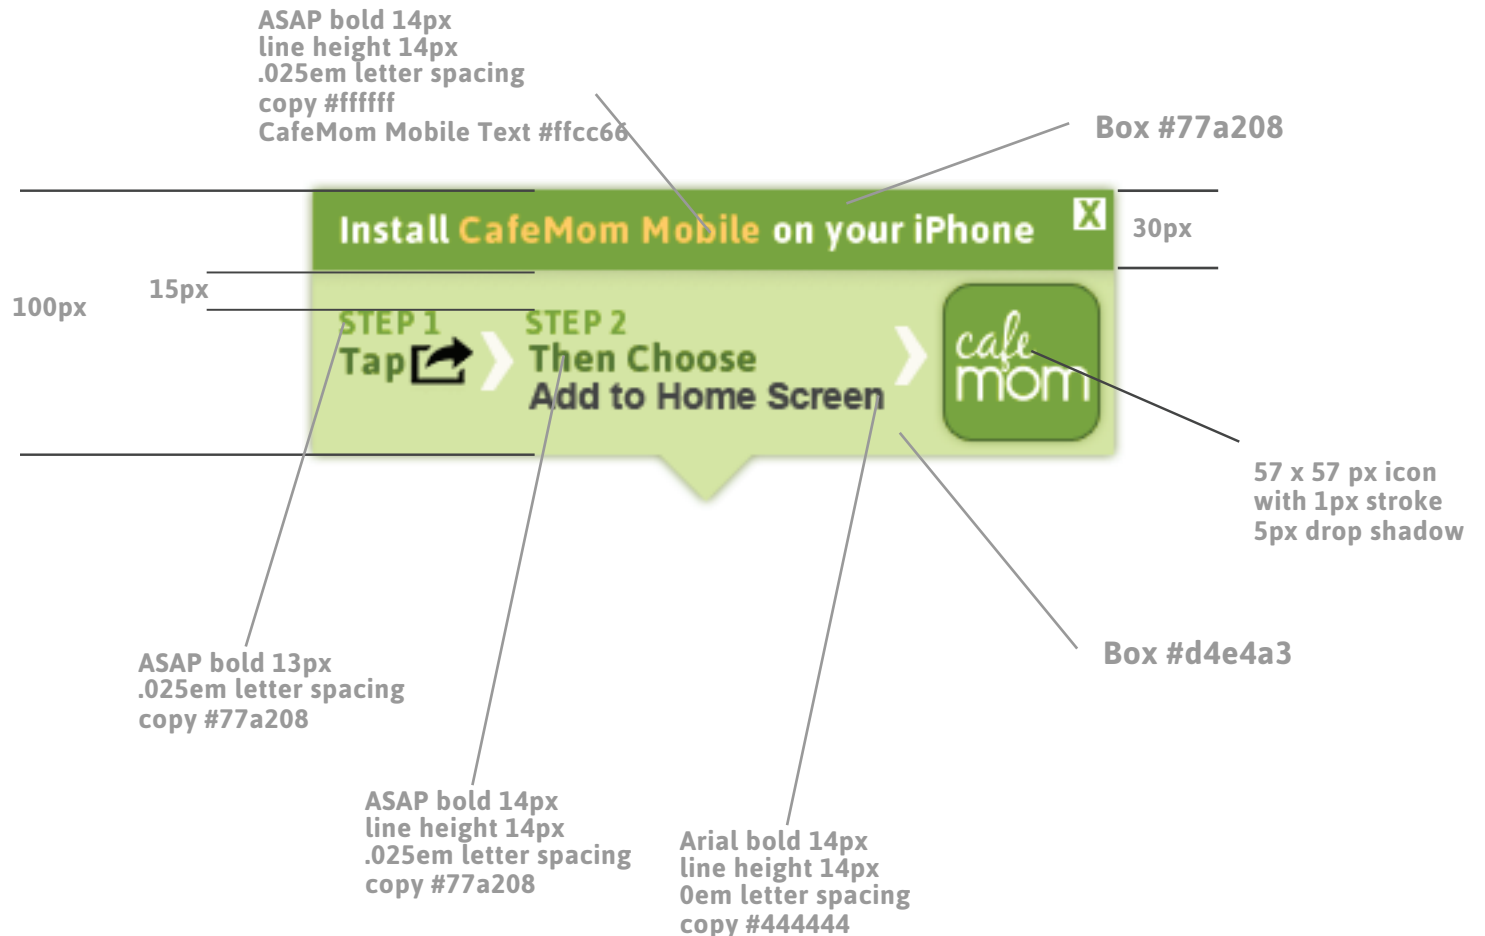 ASAP bold 14px
line height 14px
.025em letter spacing
copy #ffffff
CafeMom Mobile Text #ffcc66
Box #77a208
Install CafeMom Mobile on your iPhone
X
30px
15px
100px
STEP 1
Tap
STEP 2
Then Choose
Add to Home Screen
cafe
mom
57 x 57 px icon
with 1px stroke
5px drop shadow
Box #d4e4a3
ASAP bold 13px
.025em letter spacing
copy #77a208
ASAP bold 14px
line height 14px
.025em letter spacing
copy #77a208
Arial bold 14px
line height 14px
0em letter spacing
copy #444444